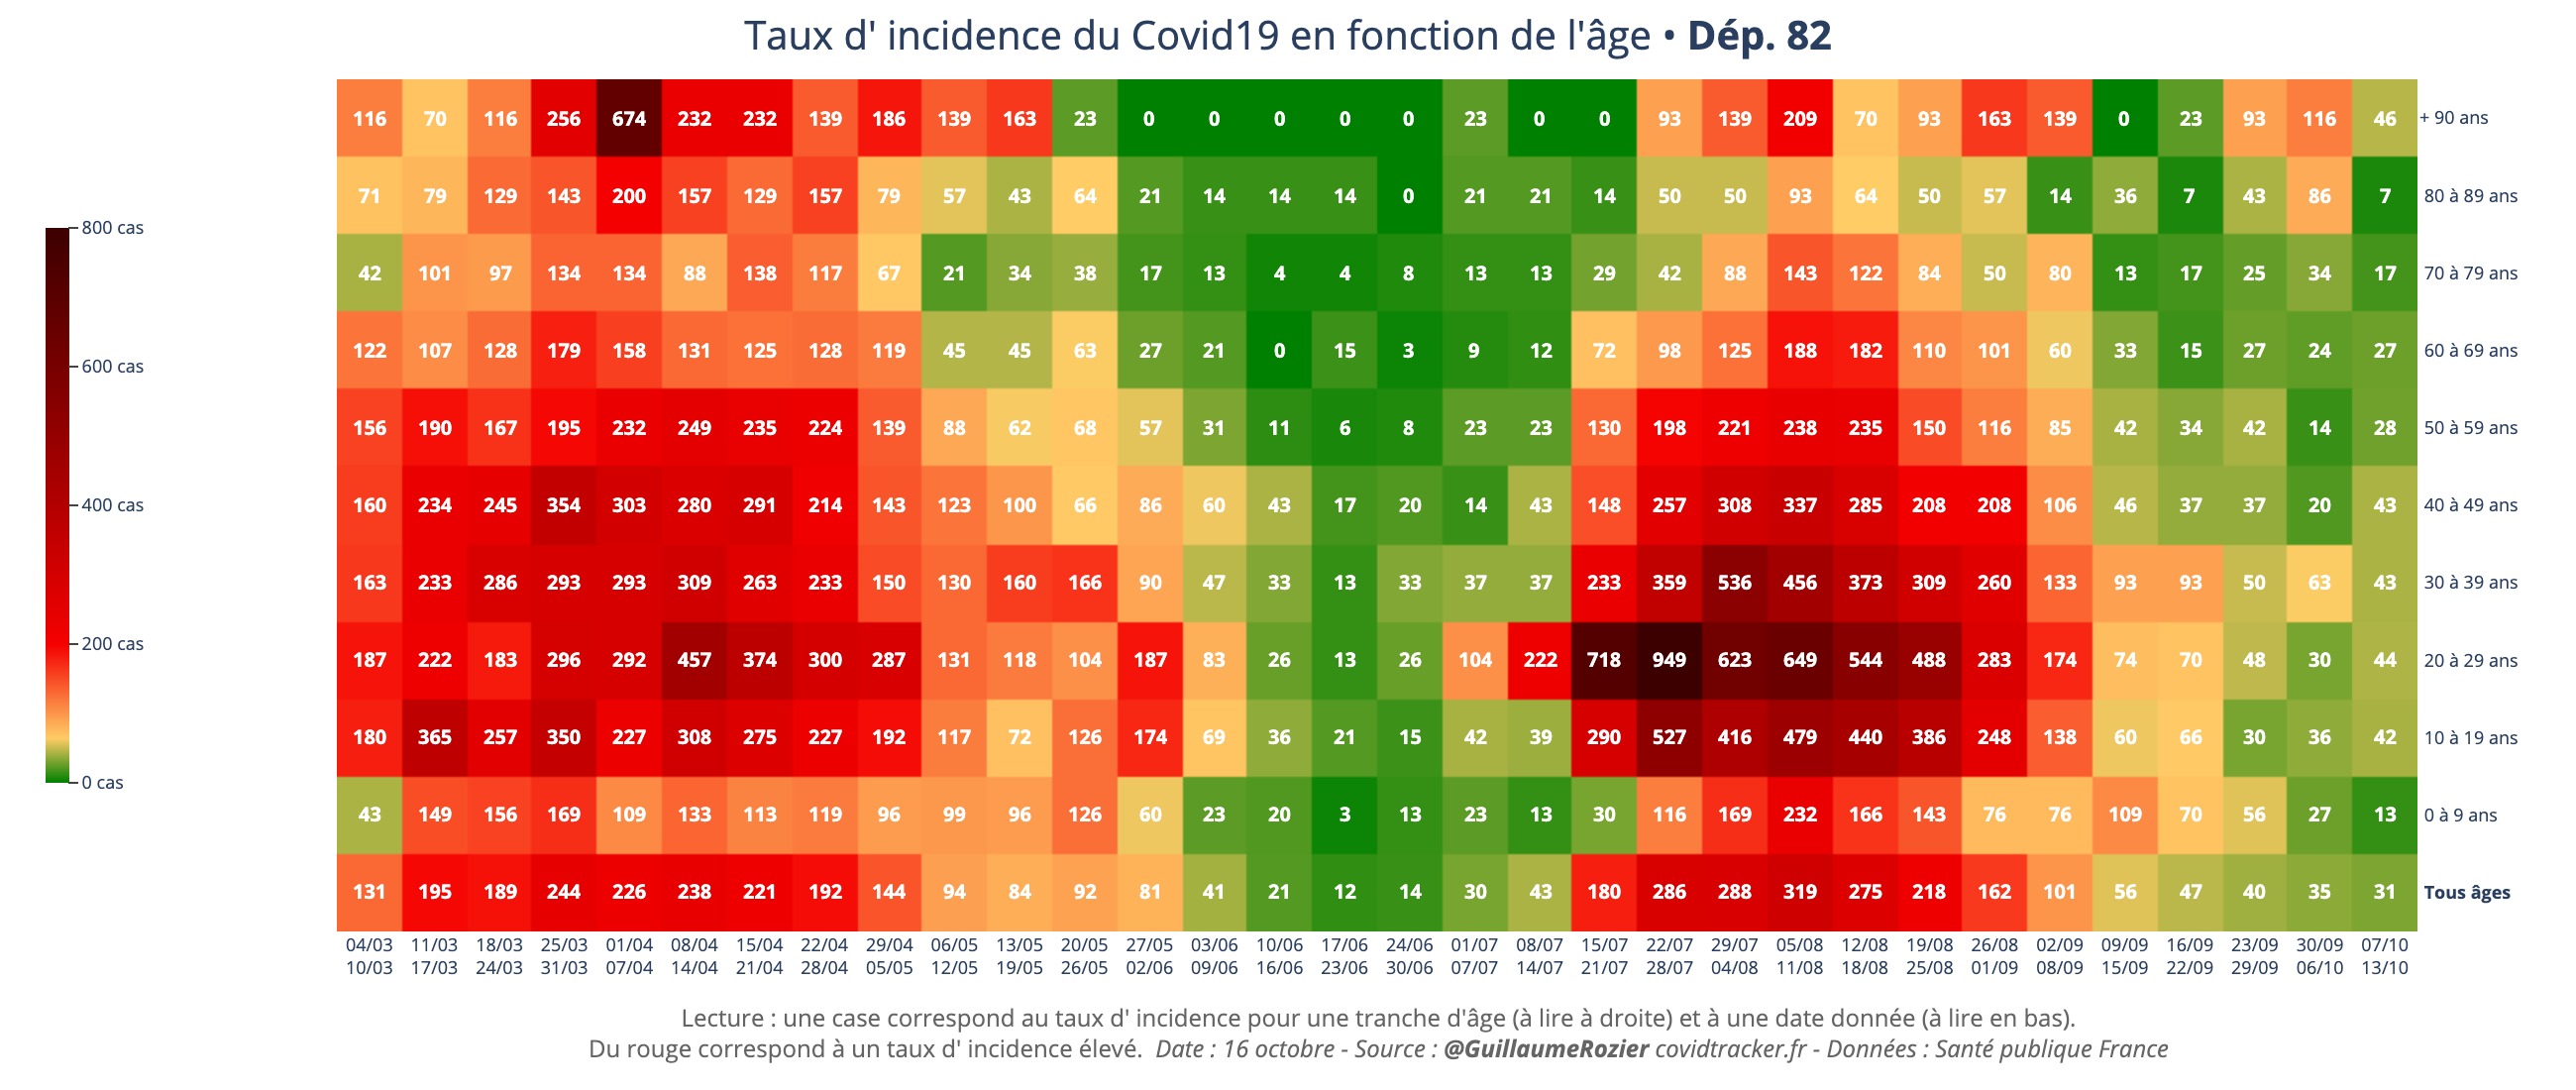 Taux d' incidence du Covid19 en fonction de l'âge • Dép. 82
116 70 116 256 674 232 232 139 186 139 163 23 0 0 0 0 0 23 0 0 93 139 209 70 93 163 139 0 23 93 116 46 + 90 ans
71 79 129 143 200 157 129 157 79 57 43 64 21 14 14 14 0 21 21 14 50 50 93 64 50 57 14 36 7 43 86 7 80 à 89 ans
800 cas
42 101 97 134 134 88 138 117 67 21 34 38 17 13 4 4 8 13 13 29 42 88 143 122 84 50 80 13 17 25 34 17 70 à 79 ans
122 107 128 179 158 131 125 128 119 45 45 63 27 21 0 15 3 9 12 72 98 125 188 182 110 101 60 33 15 27 24 27 60 à 69 ans
600 cas
156 190 167 195 232 249 235 224 139 88 62 68 57 31 11 6 8 23 23 130 198 221 238 235 150 116 85 42 34 42 14 28 50 à 59 ans
400 cas
160 234 245 354 303 280 291 214 143 123 100 66 86 60 43 17 20 14 43 148 257 308 337 285 208 208 106 46 37 37 20 43 40 à 49 ans
163 233 286 293 293 309 263 233 150 130 160 166 90 47 33 13 33 37 37 233 359 536 456 373 309 260 133 93 93 50 63 43 30 à 39 ans
200 cas
187 222 183 296 292 457 374 300 287 131 118 104 187 83 26 13 26 104 222 718 949 623 649 544 488 283 174 74 70 48 30 44 20 à 29 ans
180 365 257 350 227 308 275 227 192 117 72 126 174 69 36 21 15 42 39 290 527 416 479 440 386 248 138 60 66 30 36 42 10 à 19 ans
0 cas
43 149 156 169 109 133 113 119 96 99 96 126 60 23 20 3 13 23 13 30 116 169 232 166 143 76 76 109 70 56 27 13 0 à 9 ans
131 195 189 244 226 238 221 192 144 94 84 92 81 41 21 12 14 30 43 180 286 288 319 275 218 162 101 56 47 40 35 31 Tous âges
04/03 11/03 18/03 25/03 01/04 08/04 15/04 22/04 29/04 06/05 13/05 20/05 27/05 03/06 10/06 17/06 24/06 01/07 08/07 15/07 22/07 29/07 05/08 12/08 19/08 26/08 02/09 09/09 16/09 23/09 30/09 07/10
10/03 17/03 24/03 31/03 07/04 14/04 21/04 28/04 05/05 12/05 19/05 26/05 02/06 09/06 16/06 23/06 30/06 07/07 14/07 21/07 28/07 04/08 11/08 18/08 25/08 01/09 08/09 15/09 22/09 29/09 06/10 13/10
Lecture : une case correspond au taux d' incidence pour une tranche d'âge (à lire à droite) et à une date donnée (à lire en bas).
Du rouge correspond à un taux d' incidence élevé. Date : 16 octobre - Source : @GuillaumeRozier covidtracker.fr - Données : Santé publique France